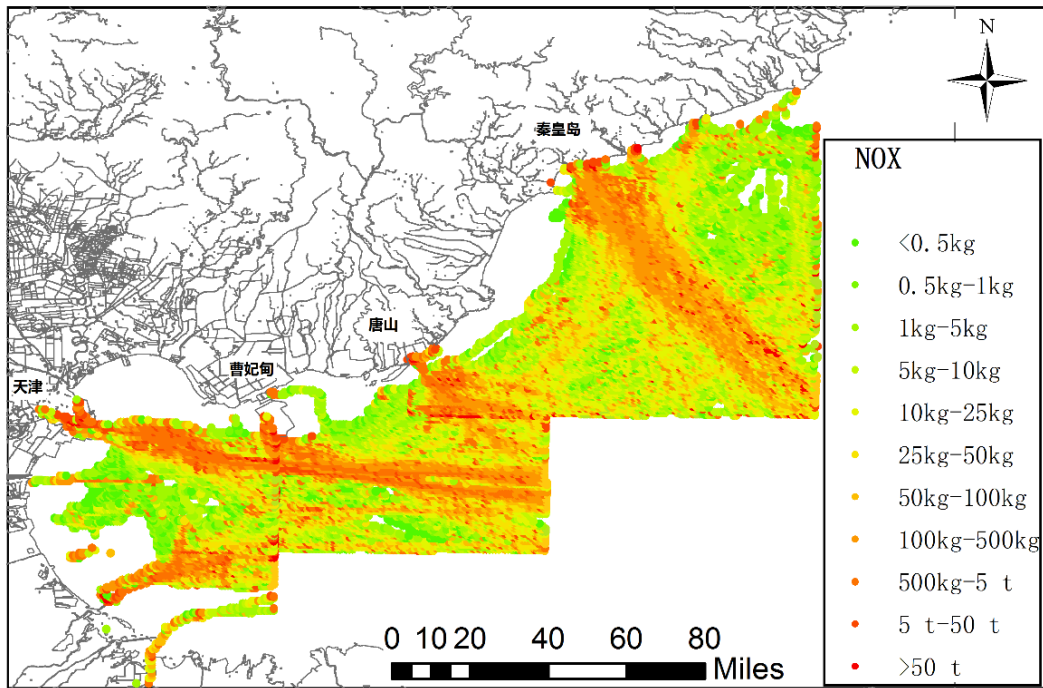 N
秦皇岛
唐山
曹妃甸
天津
NOX
<0.5kg
0.5kg-1kg
1kg-5kg
5kg-10kg
10kg-25kg
25kg-50kg
50kg-100kg
100kg-500kg
500kg-5 t
5 t-50 t
>50 t
0 10 20 40 60 80
Miles